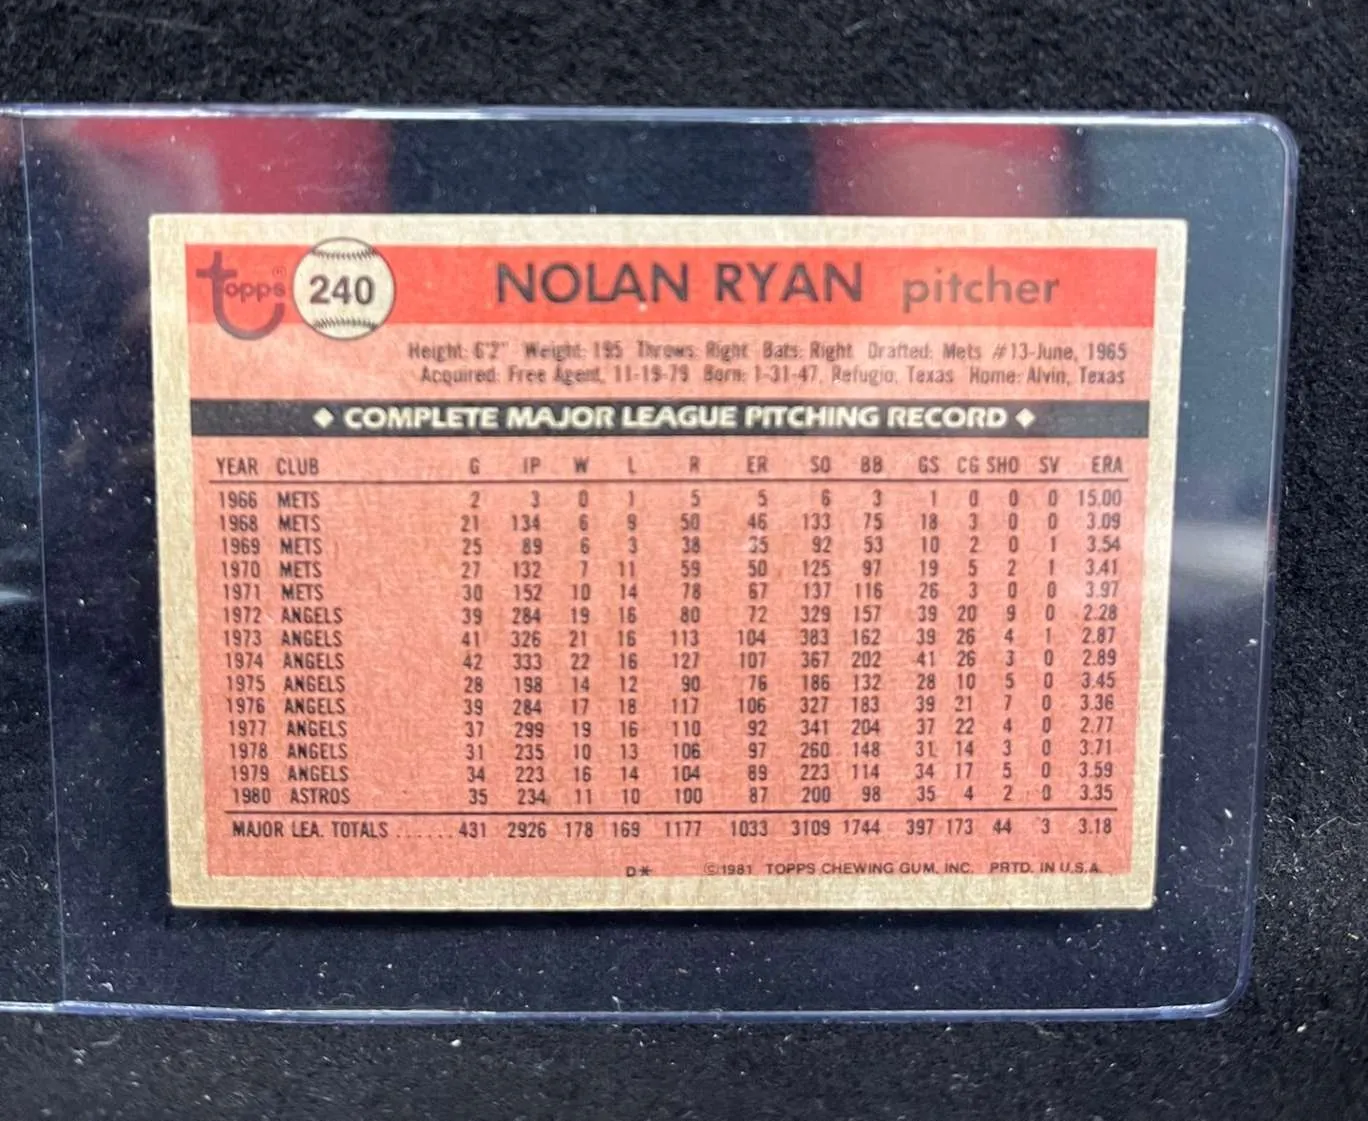 topps® 240 NOLAN RYAN pitcher
Height: 6'2" Weight: 195 Throws: Right Bats: Right Drafted: Mets #13-June, 1965
Acquired: Free Agent, 11-19-79 Born: 1-31-47, Refugio, Texas Home: Alvin, Texas
◆ COMPLETE MAJOR LEAGUE PITCHING RECORD ◆
YEAR CLUB G IP W L R ER SO BB GS CG SHO SV ERA
1966 METS 2 3 0 1 5 5 6 3 1 0 0 0 15.00
1968 METS 21 134 6 9 50 46 133 75 18 3 0 0 3.09
1969 METS 25 89 6 3 38 35 92 53 10 2 0 1 3.54
1970 METS 27 132 7 11 59 50 125 97 19 5 2 1 3.41
1971 METS 30 152 10 14 78 67 137 116 26 3 0 0 3.97
1972 ANGELS 39 284 19 16 80 72 329 157 39 20 9 0 2.28
1973 ANGELS 41 326 21 16 113 104 383 162 39 26 4 1 2.87
1974 ANGELS 42 333 22 16 127 107 367 202 41 26 3 0 2.89
1975 ANGELS 28 198 14 12 90 76 186 132 28 10 5 0 3.45
1976 ANGELS 39 284 17 18 117 106 327 183 39 21 7 0 3.36
1977 ANGELS 37 299 19 16 110 92 341 204 37 22 4 0 2.77
1978 ANGELS 31 235 10 13 106 97 260 148 31 14 3 0 3.71
1979 ANGELS 34 223 16 14 104 89 223 114 34 17 5 0 3.59
1980 ASTROS 35 234 11 10 100 87 200 98 35 4 2 0 3.35
MAJOR LEA. TOTALS ...... 431 2926 178 169 1177 1033 3109 1744 397 173 44 3 3.18
D* ©1981 TOPPS CHEWING GUM, INC. PRTD. IN U.S.A.